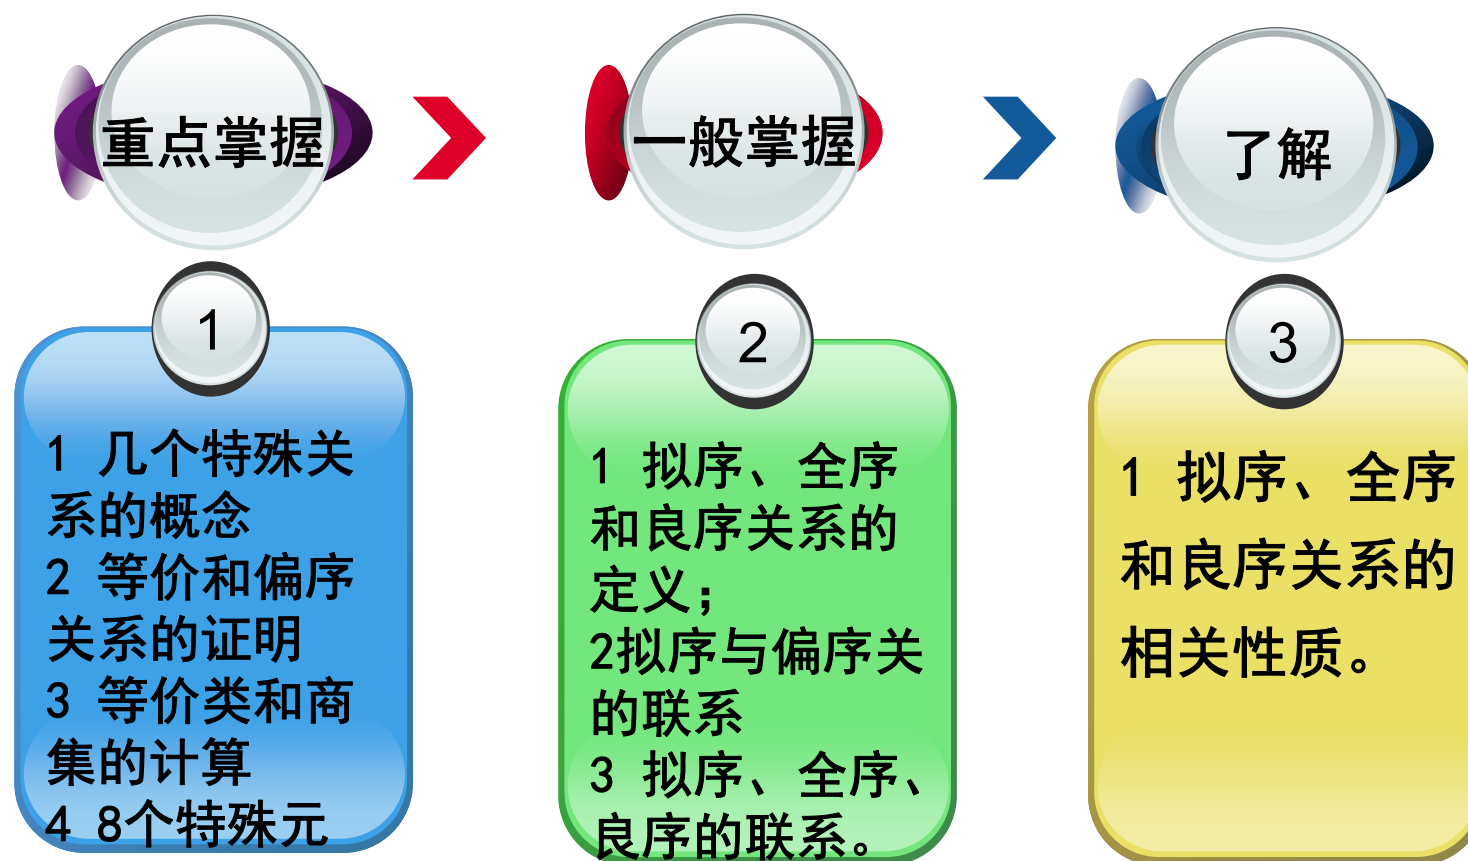 重点掌握
一般掌握
了解
1
1 几个特殊关
系的概念
2 等价和偏序
关系的证明
3 等价类和商
集的计算
4 8个特殊元
2
1 拟序、全序
和良序关系的
定义；
2拟序与偏序关
的联系
3 拟序、全序、
良序的联系。
3
1 拟序、全序
和良序关系的
相关性质。